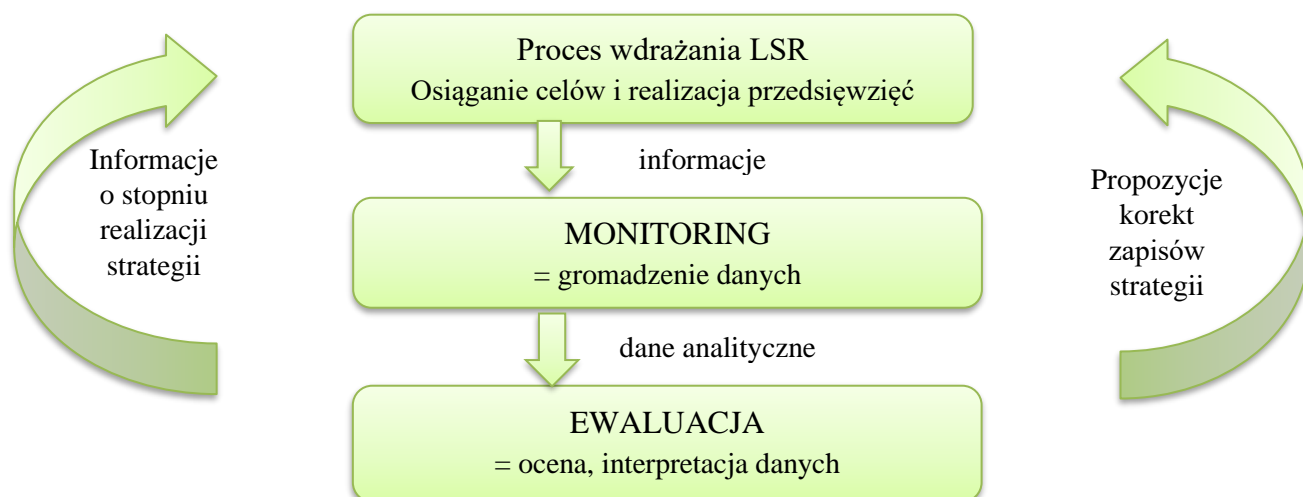 Proces wdrażania LSR
Osiąganie celów i realizacja przedsięwzięć
informacje
Informacje
o stopniu
realizacji
strategii
Propozycje
korekt
zapisów
strategii
MONITORING
= gromadzenie danych
dane analityczne
EWALUACJA
= ocena, interpretacja danych